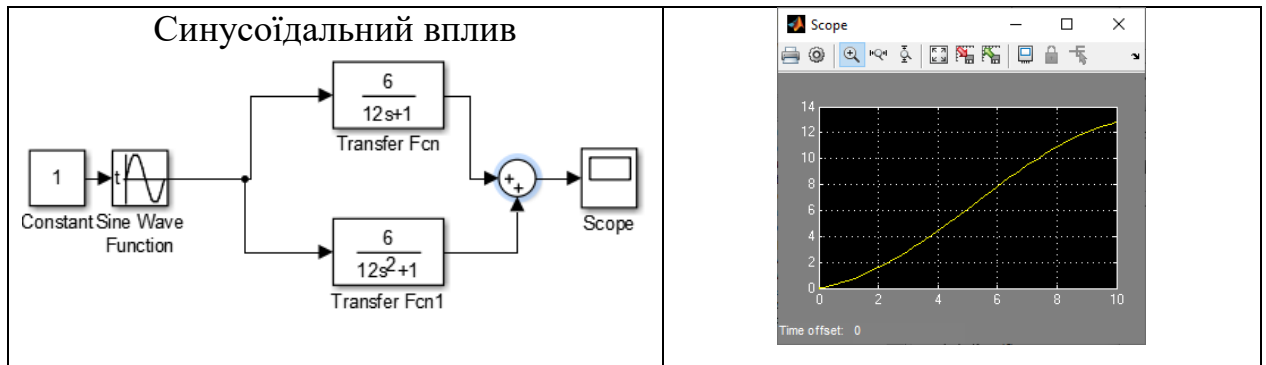 Синусоїдальний вплив
6
12s+1
Transfer Fcn
1
t
Constant
Sine Wave
Function
+
+
Scope
6
12s²+1
Transfer Fcn1
Scope
14
12
10
8
6
4
2
0
0 2 4 6 8 10
Time offset: 0